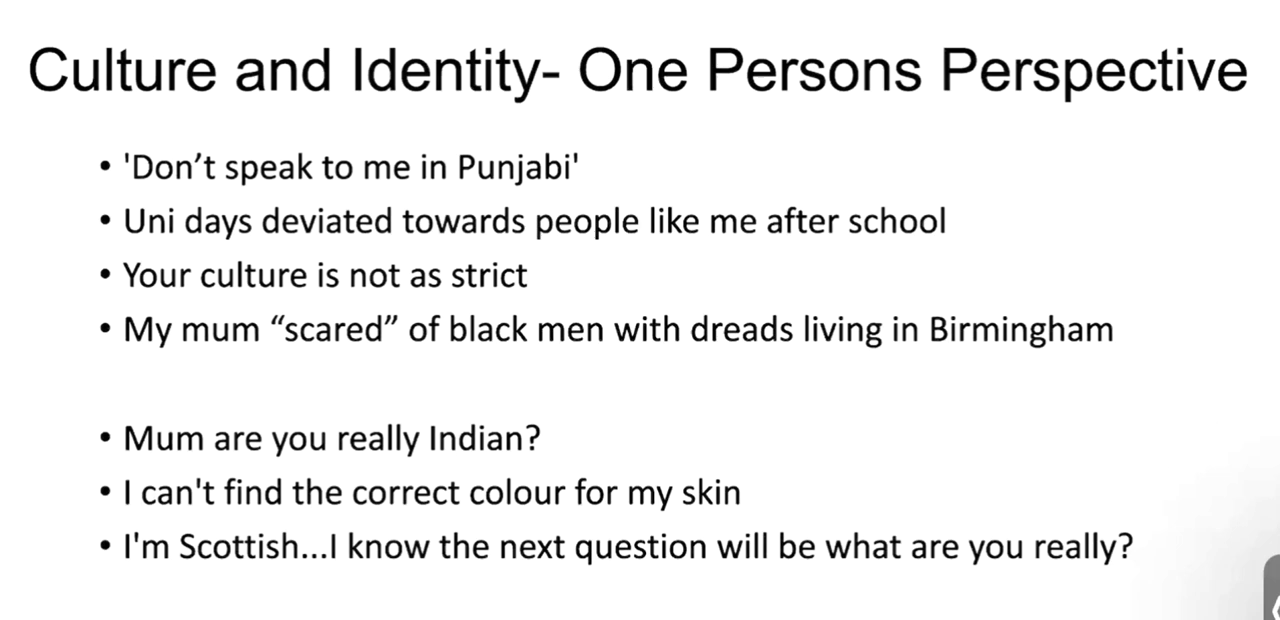 Culture and Identity- One Persons Perspective
• 'Don’t speak to me in Punjabi'
• Uni days deviated towards people like me after school
• Your culture is not as strict
• My mum “scared” of black men with dreads living in Birmingham
• Mum are you really Indian?
• I can't find the correct colour for my skin
• I'm Scottish...I know the next question will be what are you really?